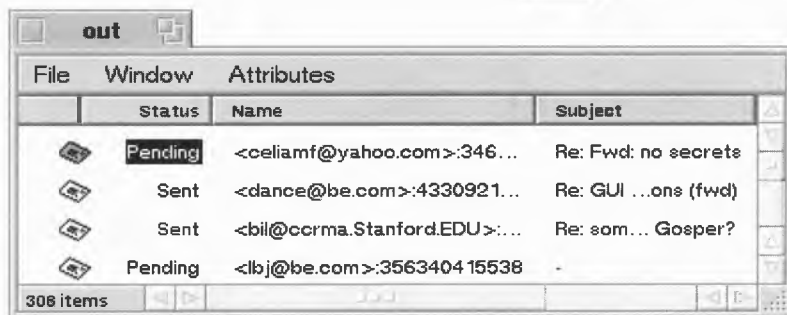 out
File Window Attributes
Status Name Subject
Pending <celiamf@yahoo.com>:346... Re: Fwd: no secrets
Sent <dance@be.com>:4330921... Re: GUI ...ons (fwd)
Sent <bil@ccrma.Stanford.EDU>:... Re: som... Gosper?
Pending <lbj@be.com>:356340415538 -
306 items